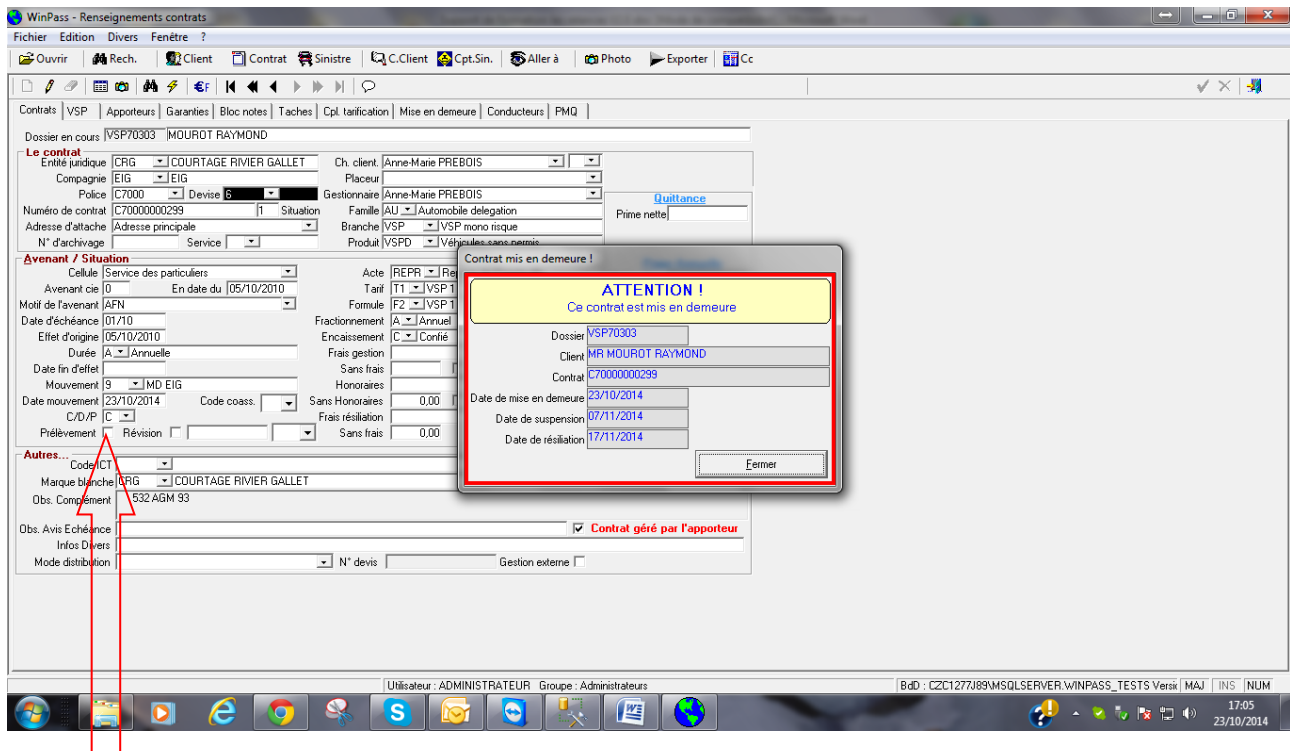 WinPass - Renseignements contrats
Fichier Edition Divers Fenêtre ?
Ouvrir Rech. Client Contrat Sinistre C.Client Cpt.Sin. Aller à Photo Exporter Cc
€F
Contrats VSP Apporteurs Garanties Bloc notes Taches Cpl. tarification Mise en demeure Conducteurs PMQ
Dossier en cours VSP70303 MOUROT RAYMOND
Le contrat
Entité juridique CRG COURTAGE RIVIER GALLET Ch. client. Anne-Marie PREBOIS
Compagnie EIG EIG Placeur
Police C7000 Devise 6 Gestionnaire Anne-Marie PREBOIS
Quittance
Numéro de contrat C70000000299 1 Situation Famille AU Automobile delegation Prime nette
Adresse d'attache Adresse principale Branche VSP VSP mono risque
N° d'archivage Service Produit VSPD Véhicules sans permis
Avenant / Situation
Cellule Service des particuliers Acte REPR
Avenant cie 0 En date du 05/10/2010 Tarif T1 VSP 1
Motif de l'avenant AFN Formule F2 VSP 1
Date d'échéance 01/10 Fractionnement A Annuel
Effet d'origine 05/10/2010 Encaissement C Confié
Durée A Annuelle Frais gestion
Date fin d'effet Sans frais
Mouvement 9 MD EIG Honoraires
Date mouvement 23/10/2014 Code coass. Sans Honoraires 0,00
C/D/P C Frais résiliation
Prélèvement Révision Sans frais 0,00
Autres...
Code ICT
Marque blanche CRG COURTAGE RIVIER GALLET
Obs. Complément 532 AGM 93
Obs. Avis Echéance Contrat géré par l'apporteur
Infos Divers
Mode distribution N° devis Gestion externe
Contrat mis en demeure !
ATTENTION !
Ce contrat est mis en demeure
Dossier VSP70303
Client MR MOUROT RAYMOND
Contrat C70000000299
Date de mise en demeure 23/10/2014
Date de suspension 07/11/2014
Date de résiliation 17/11/2014
Fermer
Utilisateur : ADMINISTRATEUR Groupe : Administrateurs BdD : CZC1277J89\MSQLSERVER.WINPASS_TESTS Versi MAJ INS NUM
17:05
23/10/2014